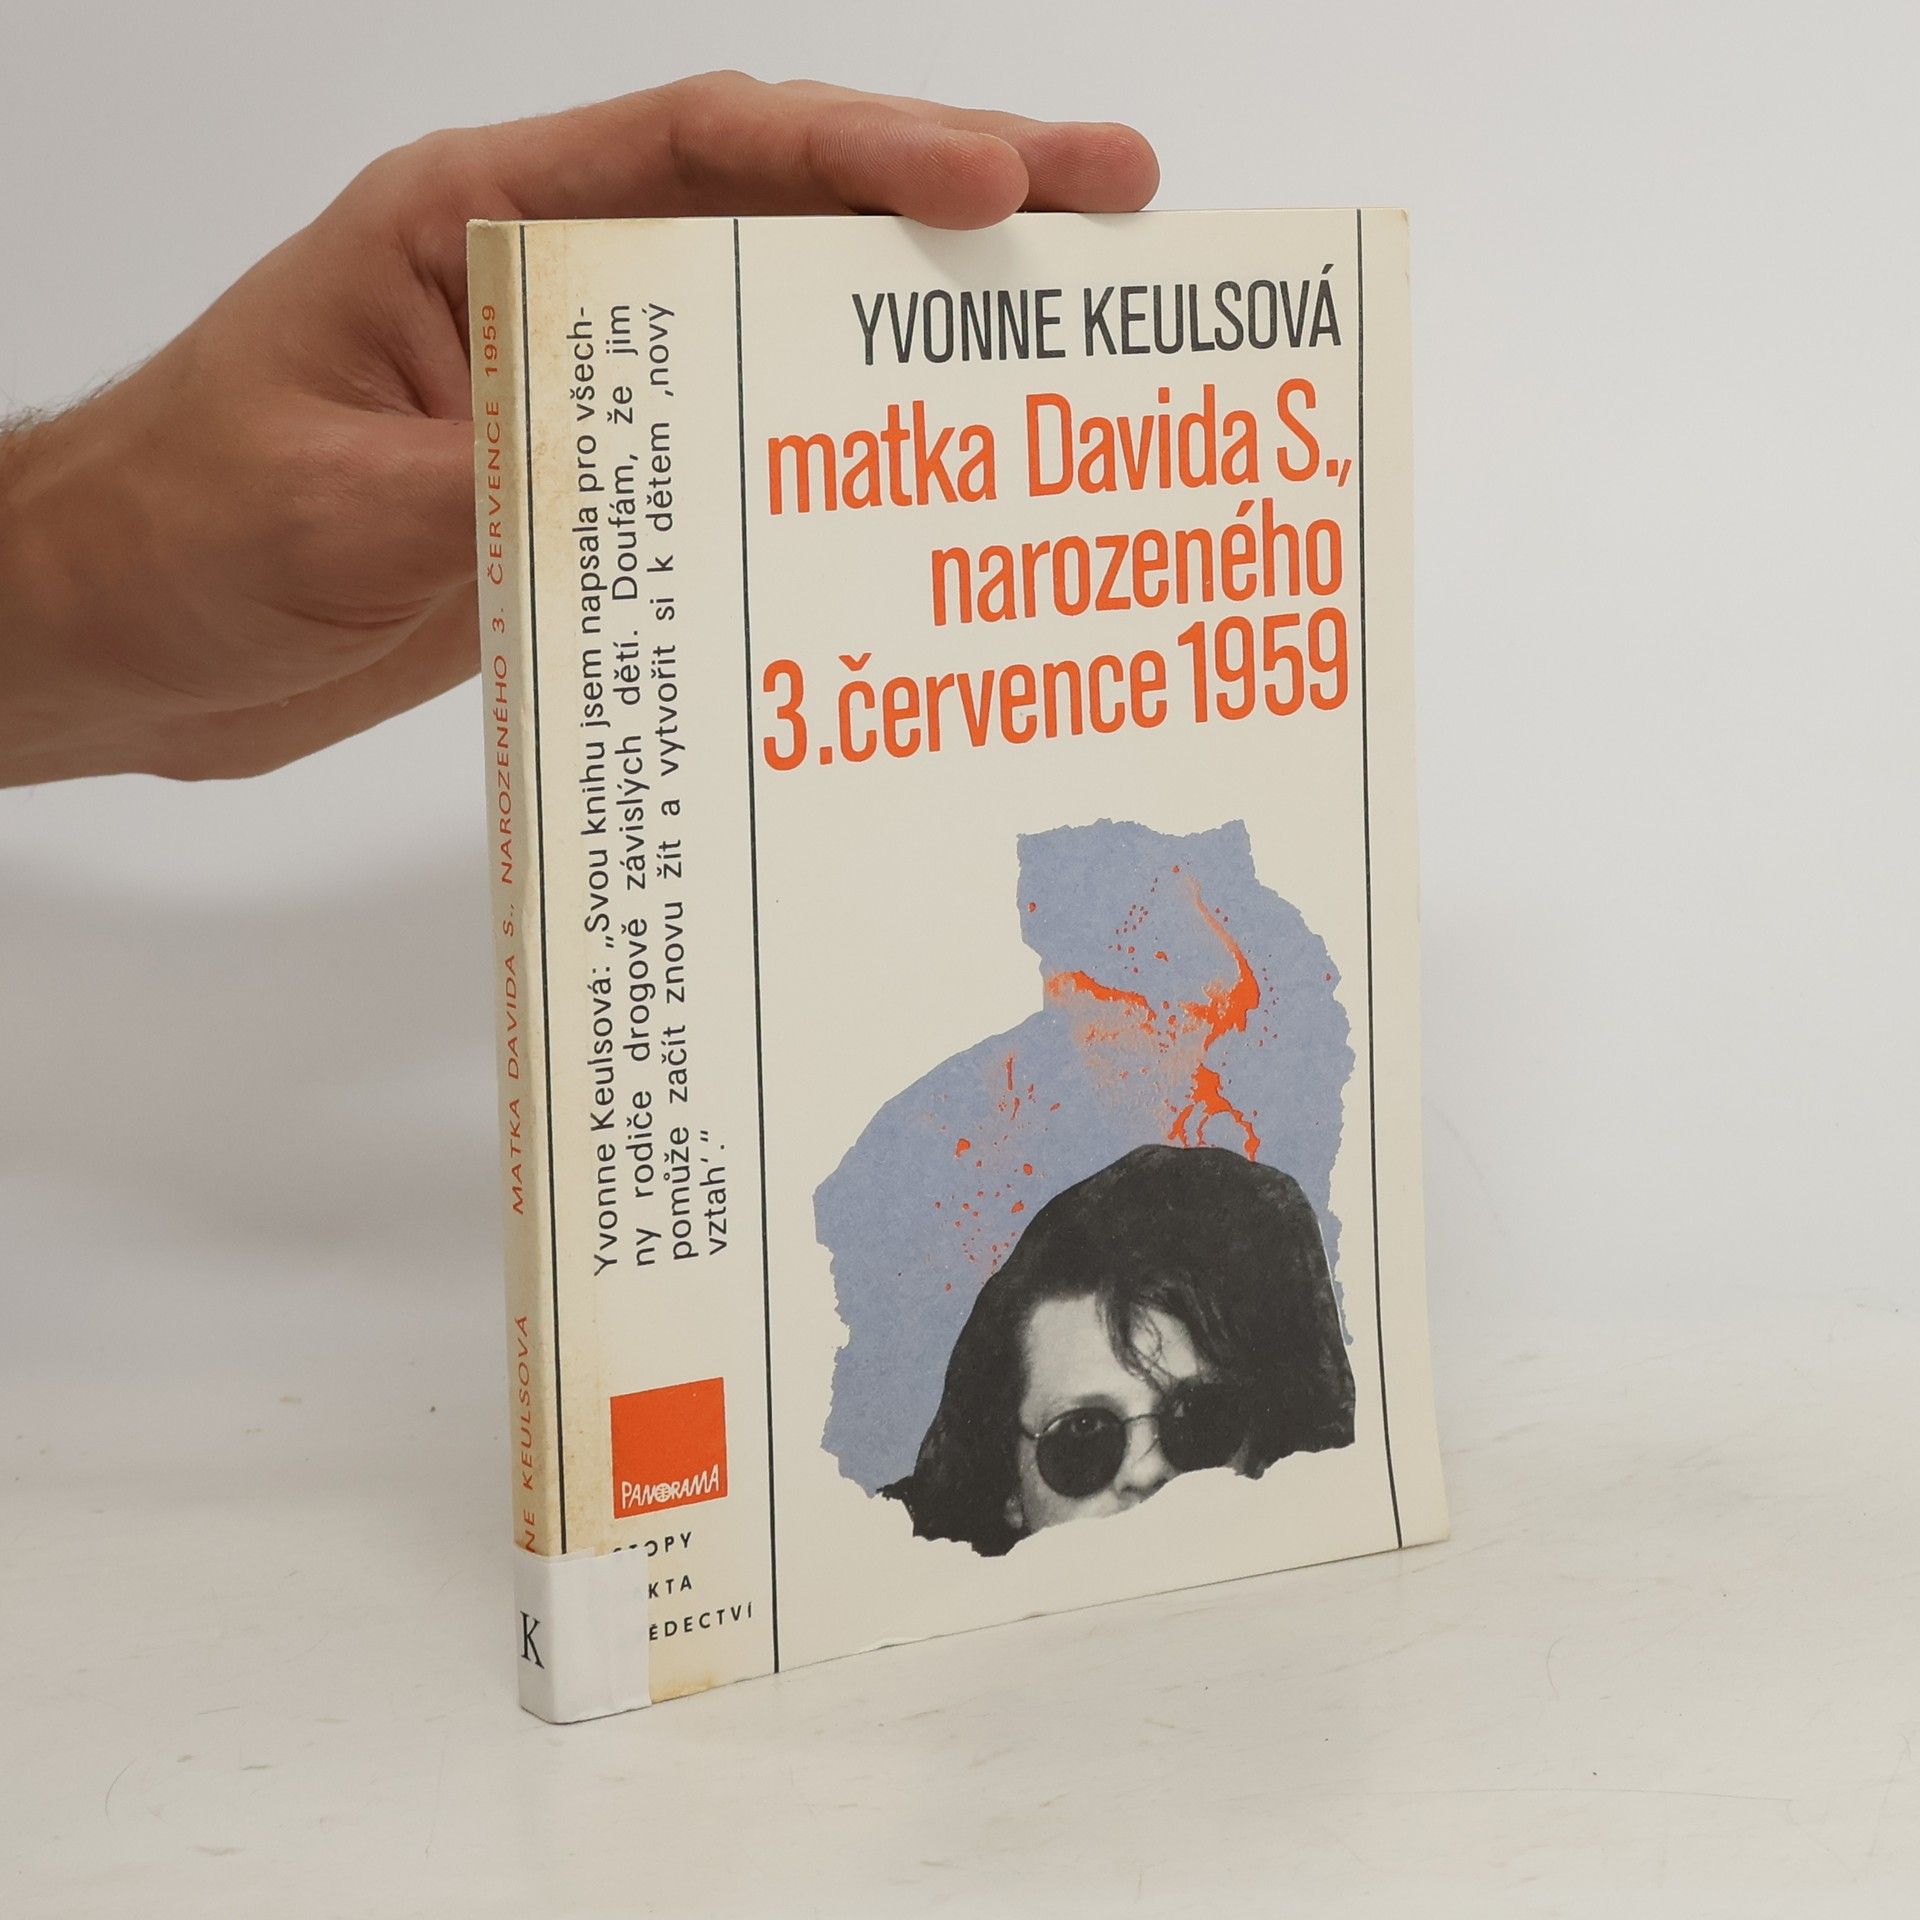 YVONNE KEULSOVÁ
matka Davida S.,
narozeného
3. července 1959
Yvonne Keulsová: „Svou knihu jsem napsala pro všech-
ny rodiče drogově závislých dětí. Doufám, že jim
pomůže začít znovu žít a vytvořit si k dětem ‚nový
vztah‘.“
PANORAMA
MATKA DAVIDA S., NAROZENÉHO 3. ČERVENCE 1959
KEULSOVÁ
K